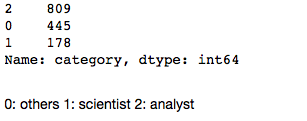 2 809
0 445
1 178
Name: category, dtype: int64
0: others 1: scientist 2: analyst